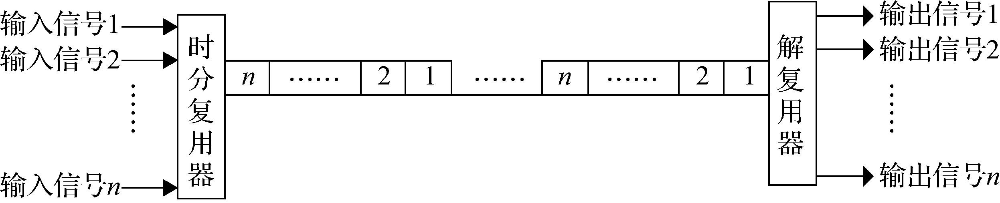 输入信号1
输入信号2
⋮
输入信号n
时分复用器
n …… 2 1 …… n …… 2 1
解复用器
输出信号1
输出信号2
⋮
输出信号n